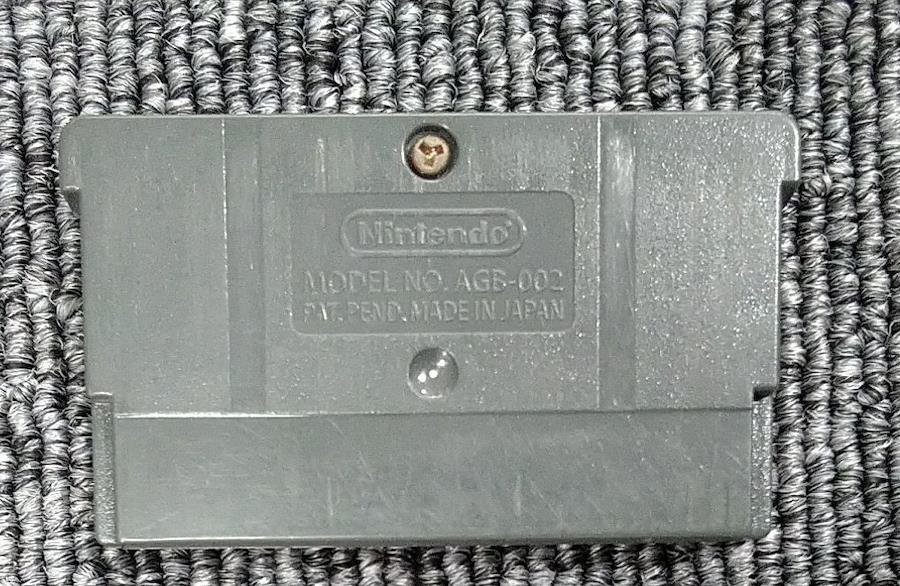 Nintendo®
MODEL NO. AGB-002
PAT. PEND. MADE IN JAPAN